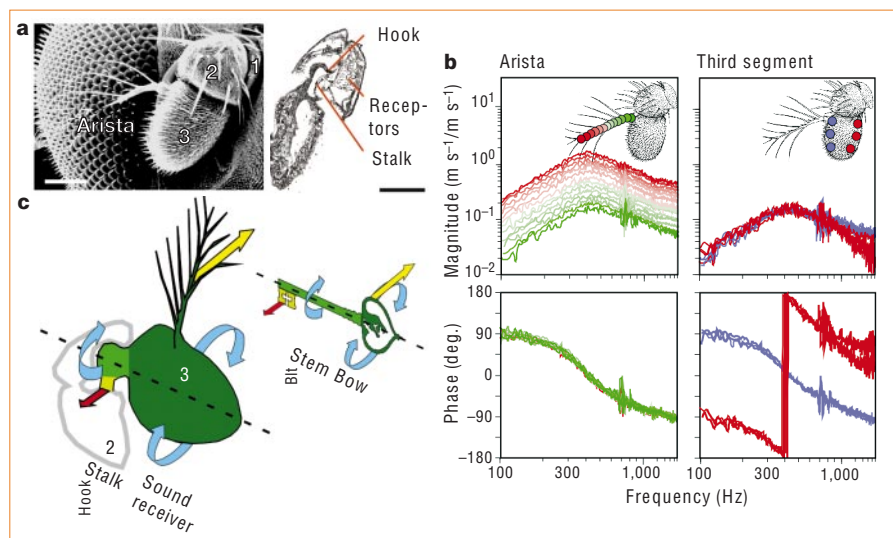 a
Arista
1
2
3
Hook
Recep-
tors
Stalk
b
Arista
Third segment
Magnitude (m s⁻¹/m s⁻¹)
10¹
10⁰
10⁻¹
10⁻²
Phase (deg.)
180
90
0
–90
–180
100
300
1,000
100
300
1,000
Frequency (Hz)
c
3
2
Hook
Stalk
Sound
receiver
Blt
Stem Bow